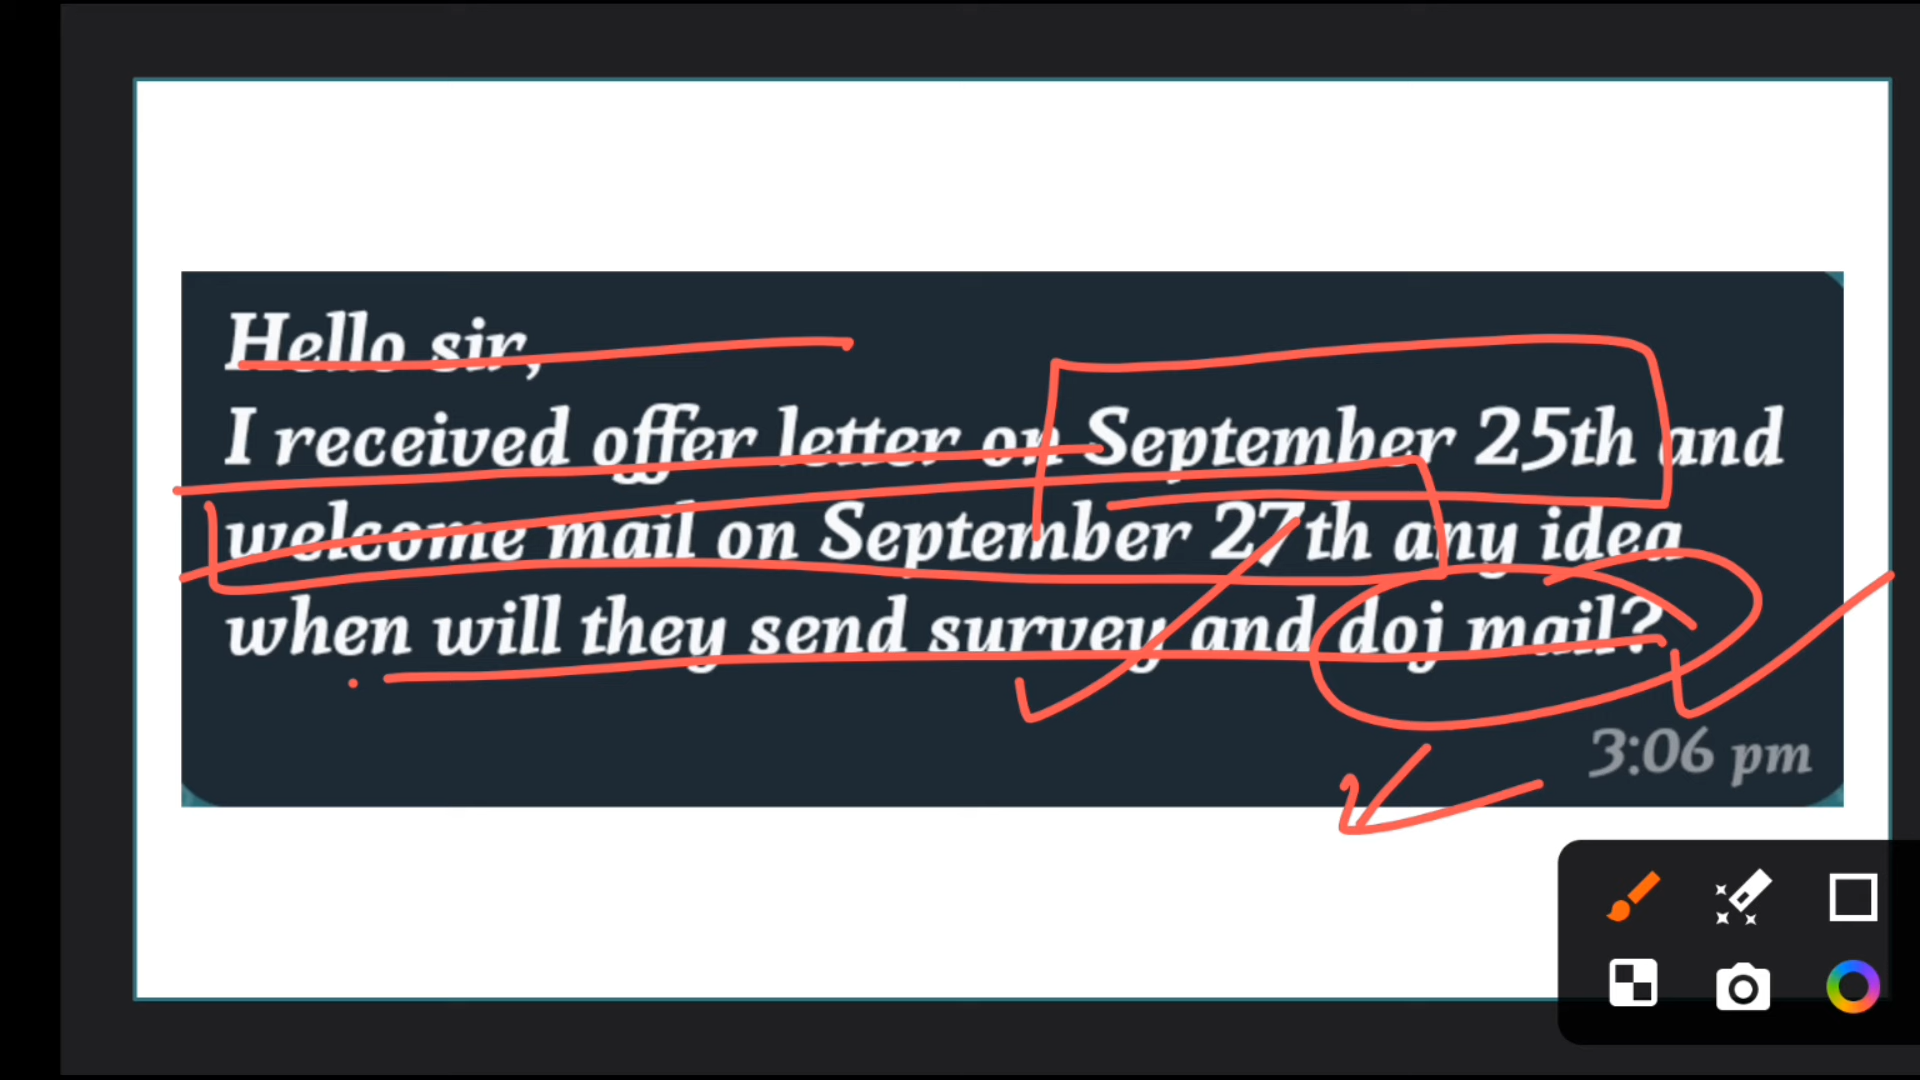 Hello sir,
I received offer letter on September 25th and
welcome mail on September 27th any idea
when will they send survey and doj mail?
3:06 pm